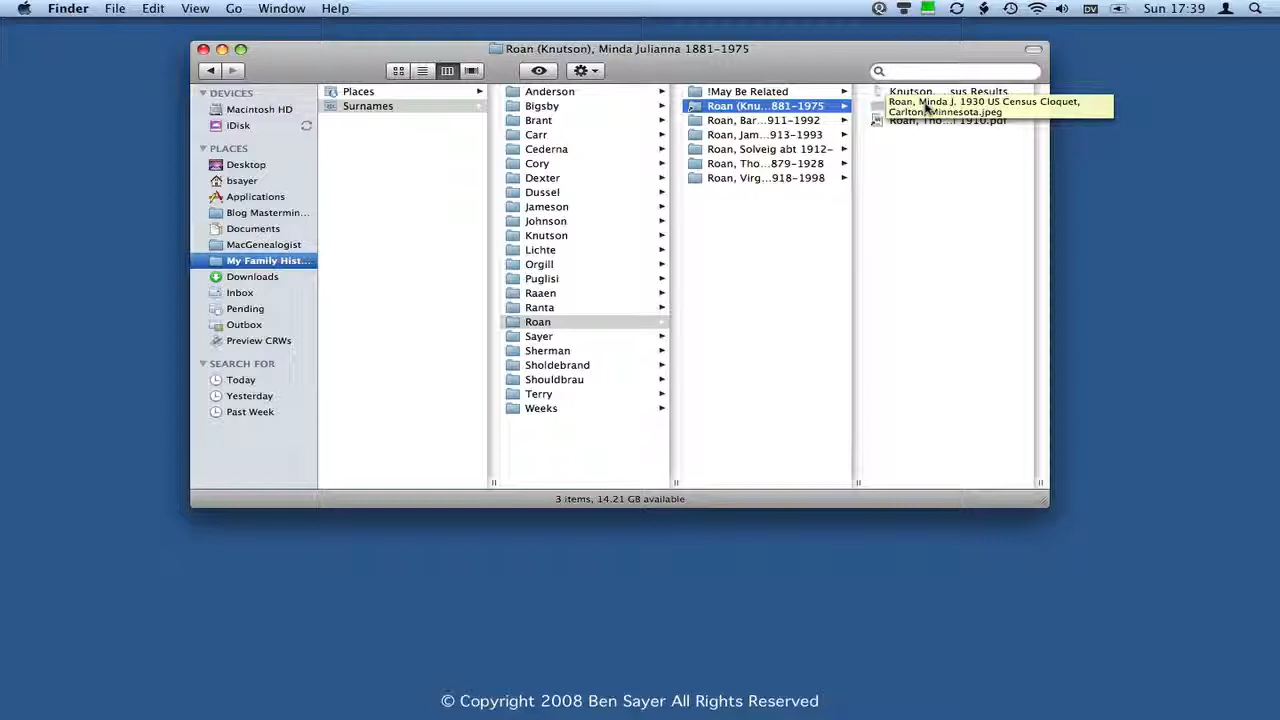 Finder File Edit View Go Window Help
DV Sun 17:39
Roan (Knutson), Minda Julianna 1881-1975
DEVICES
Macintosh HD
iDisk
PLACES
Desktop
bsayer
Applications
Blog Mastermin...
Documents
MacGenealogist
My Family Hist...
Downloads
Inbox
Pending
Outbox
Preview CRWs
SEARCH FOR
Today
Yesterday
Past Week
Places
Surnames
Anderson
Bigsby
Brant
Carr
Cederna
Cory
Dexter
Dussel
Jameson
Johnson
Knutson
Lichte
Orgill
Puglisi
Raaen
Ranta
Roan
Sayer
Sherman
Sholdebrand
Shouldbrau
Terry
Weeks
!May Be Related
Roan (Knu...881-1975
Roan, Bar...911-1992
Roan, Jam...913-1993
Roan, Solveig abt 1912-
Roan, Tho...879-1928
Roan, Virg...918-1998
Knutson, ...sus Results
Roan, Minda J. 1930 US Census Cloquet,
Carlton, Minnesota.jpeg
Roan, Tho...f 1910.pdf
3 items, 14.21 GB available
© Copyright 2008 Ben Sayer All Rights Reserved